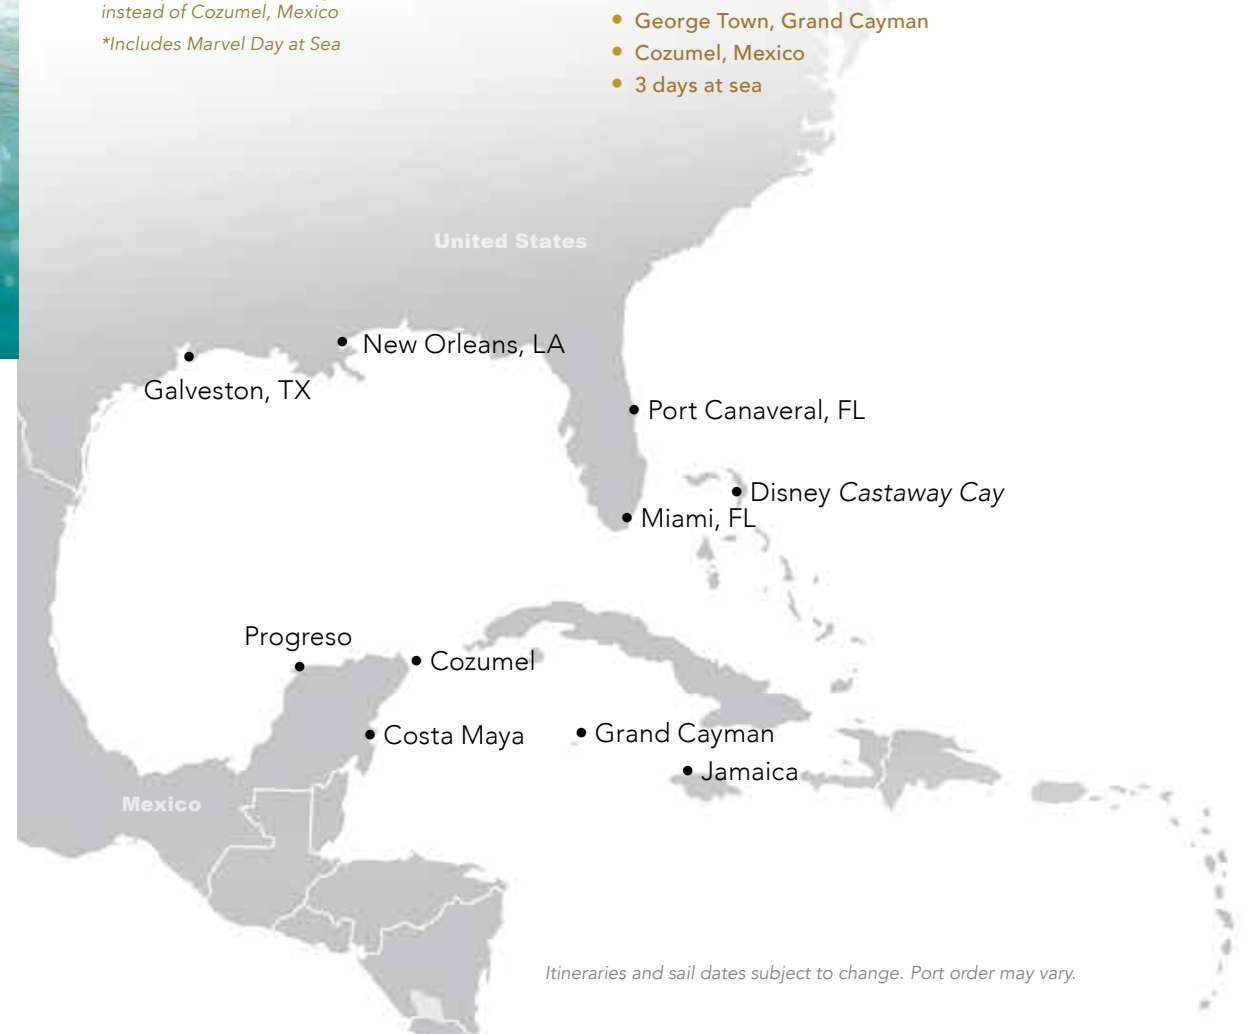 instead of Cozumel, Mexico
*Includes Marvel Day at Sea
• George Town, Grand Cayman
• Cozumel, Mexico
• 3 days at sea
United States
New Orleans, LA
Galveston, TX
Port Canaveral, FL
Disney Castaway Cay
Miami, FL
Progreso
Cozumel
Costa Maya
Grand Cayman
Jamaica
Mexico
Itineraries and sail dates subject to change. Port order may vary.